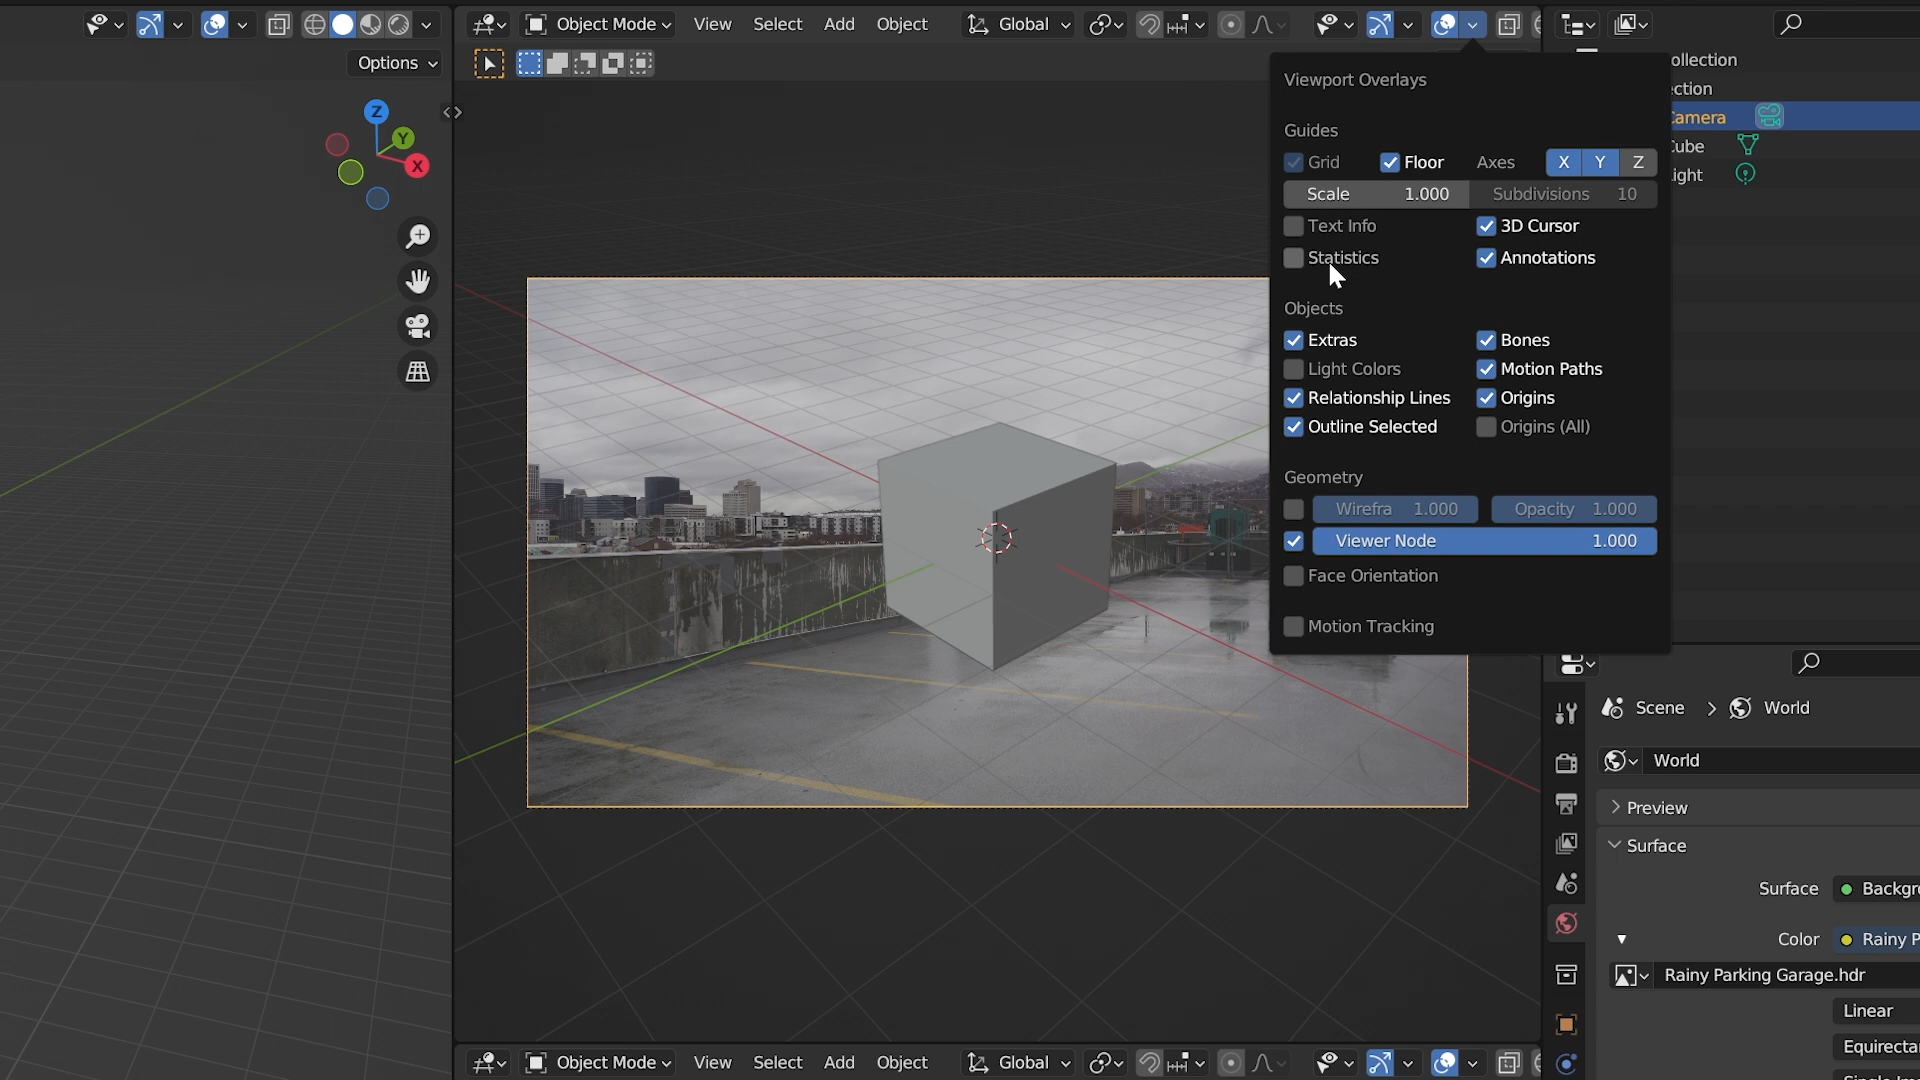 Object Mode View Select Add Object Global
Options
Z
Y
X
Viewport Overlays
Guides
Grid Floor Axes X Y Z
Scale 1.000 Subdivisions 10
Text Info 3D Cursor
Statistics Annotations
Objects
Extras Bones
Light Colors Motion Paths
Relationship Lines Origins
Outline Selected Origins (All)
Geometry
Wirefra 1.000 Opacity 1.000
Viewer Node 1.000
Face Orientation
Motion Tracking
ollection
ction
Camera
Cube
ight
Scene > World
World
Preview
Surface
Surface Backgr
Color Rainy P
Rainy Parking Garage.hdr
Linear
Equirecta
Object Mode View Select Add Object Global